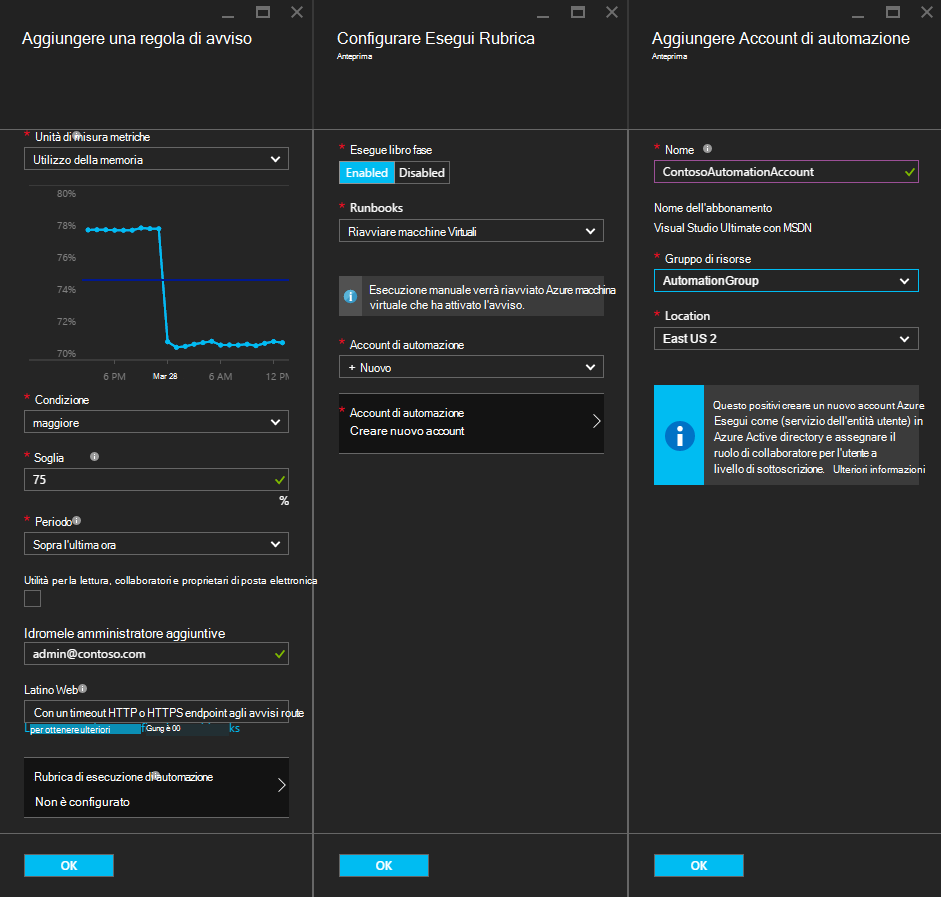 Aggiungere una regola di avviso
* Unità di misura metriche
Utilizzo della memoria
80%
78%
76%
74%
72%
70%
6 PM Mar 28 6 AM 12 PM
* Condizione
maggiore
* Soglia
75
%
* Periodo
Sopra l'ultima ora
Utilità per la lettura, collaboratori e proprietari di posta elettronica
Idromele amministratore aggiuntive
admin@contoso.com
Latino Web
Con un timeout HTTP o HTTPS endpoint agli avvisi route
per ottenere ulteriori Gung è 00 ks
Rubrica di esecuzione di automazione
Non è configurato
OK
Configurare Esegui Rubrica
Anteprima
* Esegue libro fase
Enabled Disabled
* Runbooks
Riavviare macchine Virtuali
Esecuzione manuale verrà riavviato Azure macchina
virtuale che ha attivato l'avviso.
* Account di automazione
+ Nuovo
* Account di automazione
Creare nuovo account
OK
Aggiungere Account di automazione
Anteprima
* Nome
ContosoAutomationAccount
Nome dell'abbonamento
Visual Studio Ultimate con MSDN
* Gruppo di risorse
AutomationGroup
* Location
East US 2
Questo positivi creare un nuovo account Azure
Esegui come (servizio dell'entità utente) in
Azure Active directory e assegnare il
ruolo di collaboratore per l'utente a
livello di sottoscrizione. Ulteriori informazioni
OK